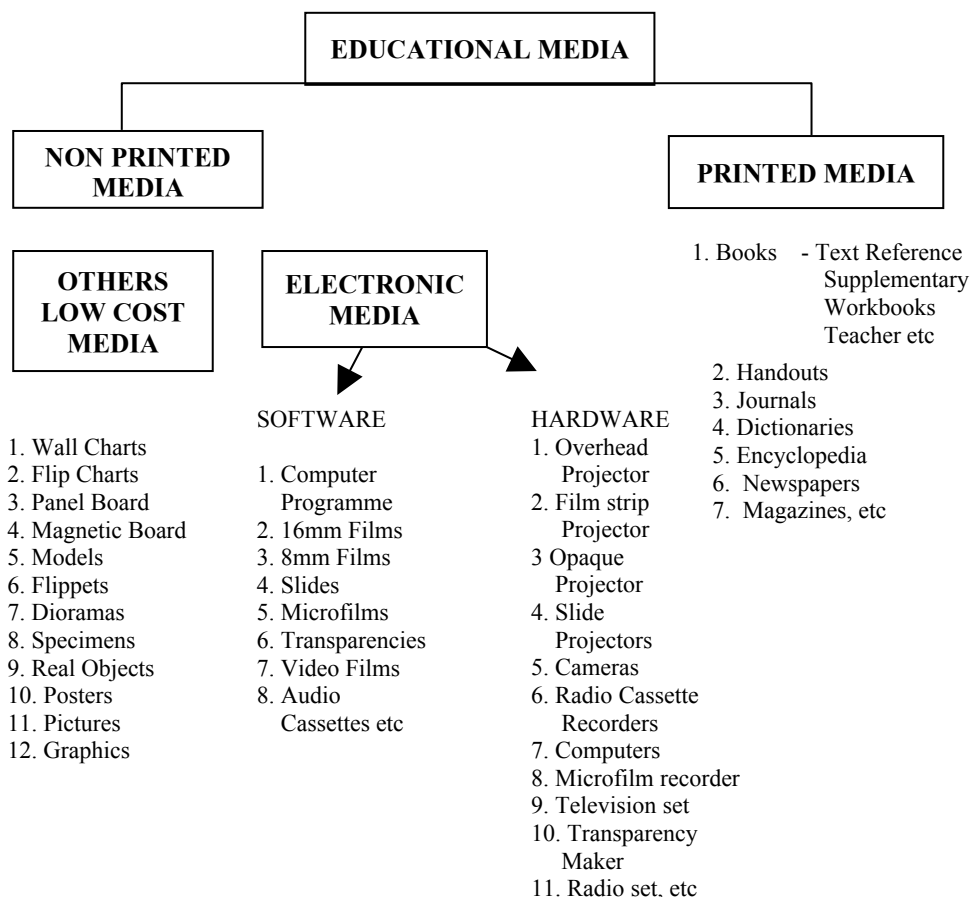 EDUCATIONAL MEDIA
NON PRINTED
MEDIA
PRINTED MEDIA
OTHERS
LOW COST
MEDIA
ELECTRONIC
MEDIA
1. Wall Charts
2. Flip Charts
3. Panel Board
4. Magnetic Board
5. Models
6. Flippets
7. Dioramas
8. Specimens
9. Real Objects
10. Posters
11. Pictures
12. Graphics
SOFTWARE
1. Computer
Programme
2. 16mm Films
3. 8mm Films
4. Slides
5. Microfilms
6. Transparencies
7. Video Films
8. Audio
Cassettes etc
HARDWARE
1. Overhead
Projector
2. Film strip
Projector
3 Opaque
Projector
4. Slide
Projectors
5. Cameras
6. Radio Cassette
Recorders
7. Computers
8. Microfilm recorder
9. Television set
10. Transparency
Maker
11. Radio set, etc
1. Books - Text Reference
Supplementary
Workbooks
Teacher etc
2. Handouts
3. Journals
4. Dictionaries
5. Encyclopedia
6. Newspapers
7. Magazines, etc